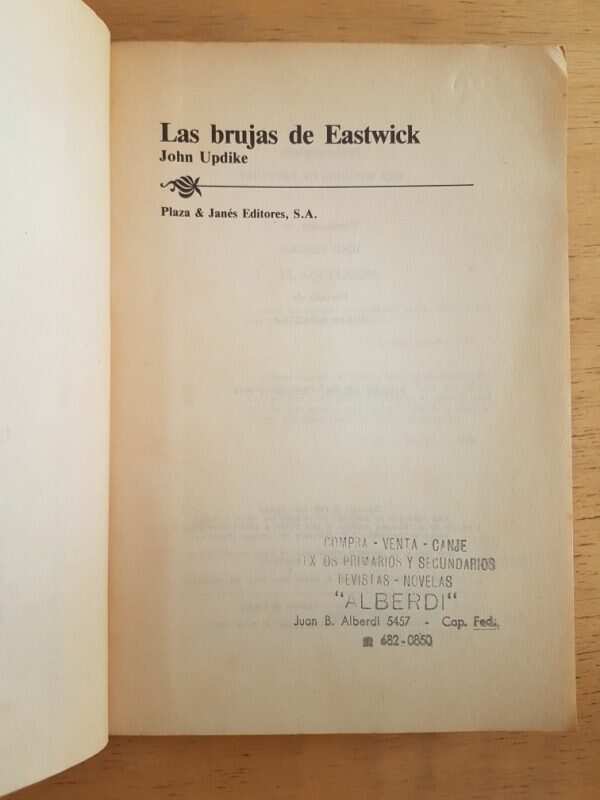 Las brujas de Eastwick
John Updike
Plaza & Janés Editores, S.A.
COMPRA - VENTA - CANJE
PRIMARIOS Y SECUNDARIOS
REVISTAS - NOVELAS
"ALBERDI"
Juan B. Alberdi 5457 - Cap. Fed.
☎ 682-0850